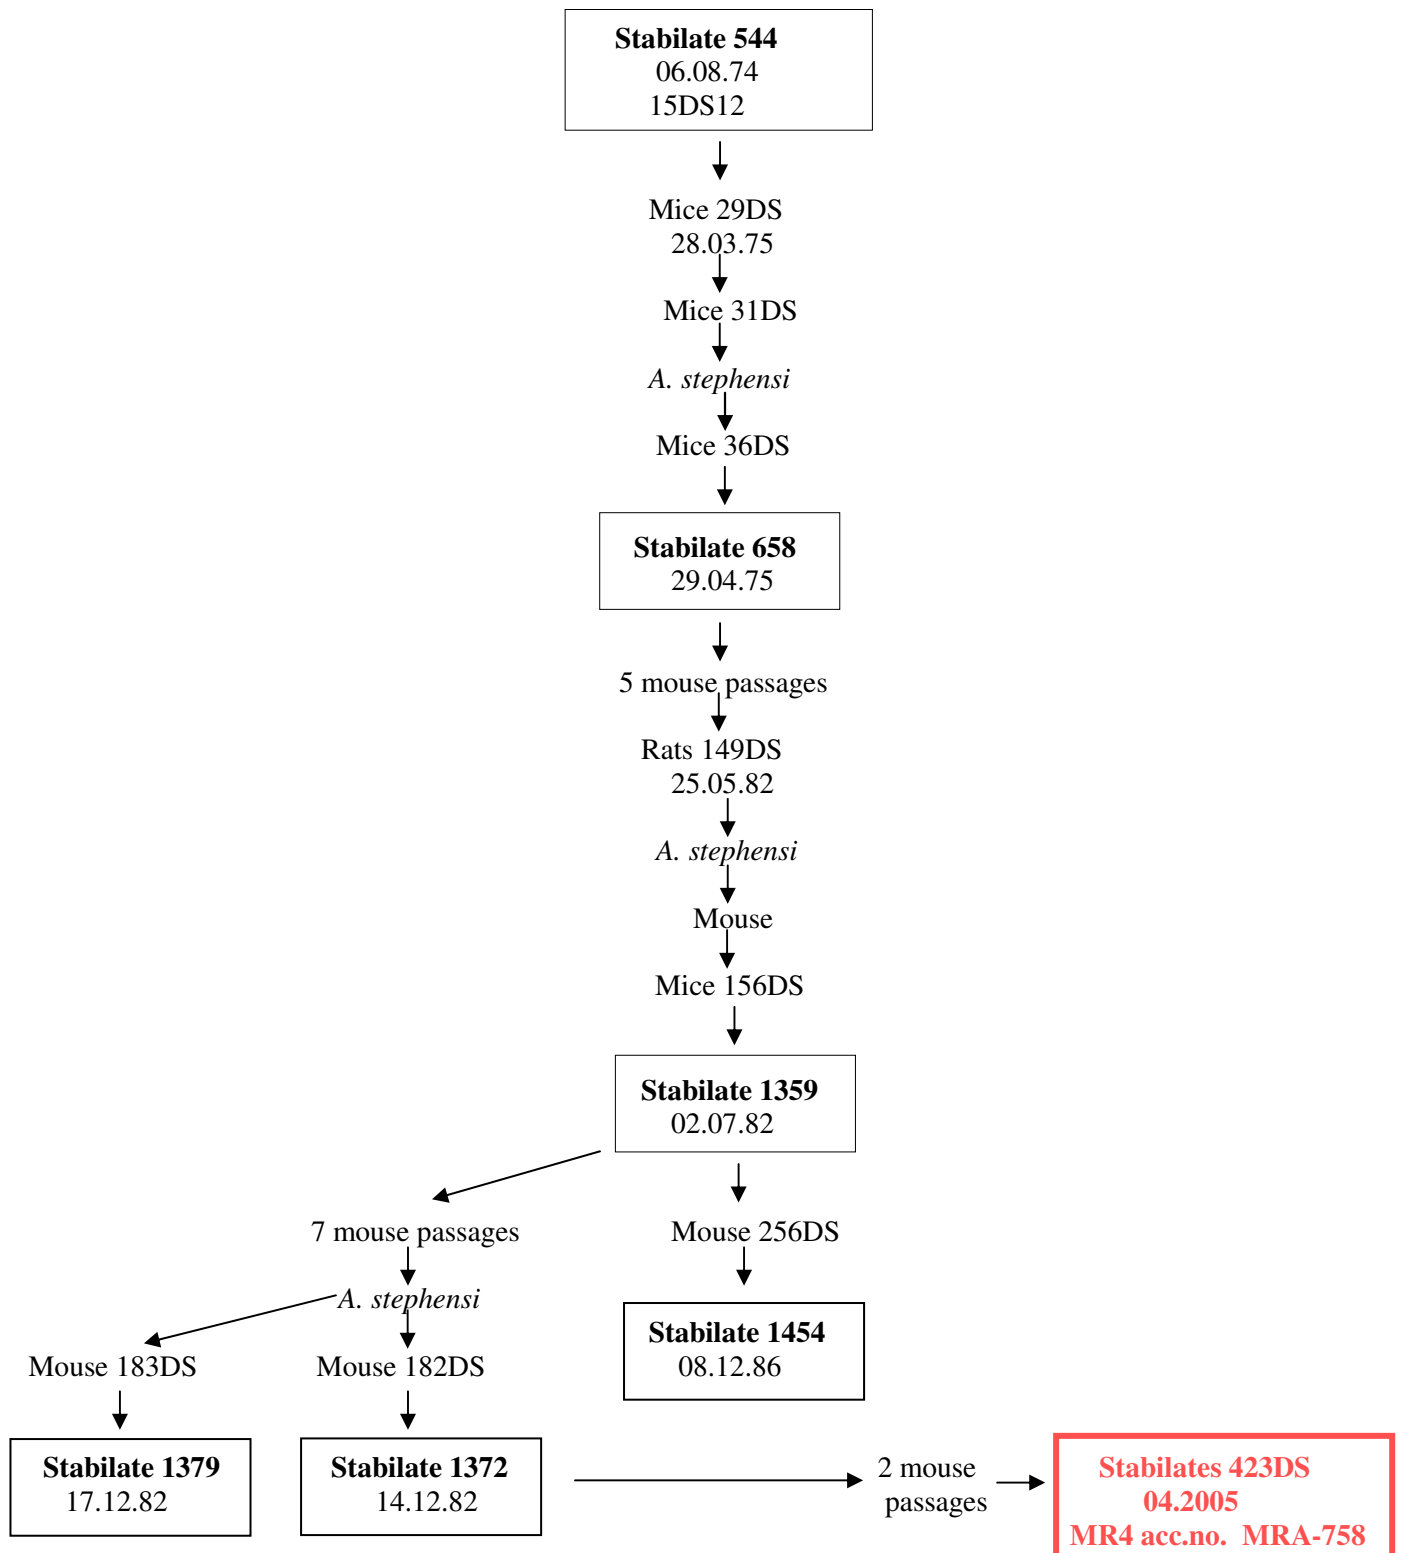 Stabilate 544
06.08.74
15DS12
Mice 29DS
28.03.75
Mice 31DS
A. stephensi
Mice 36DS
Stabilate 658
29.04.75
5 mouse passages
Rats 149DS
25.05.82
A. stephensi
Mouse
Mice 156DS
Stabilate 1359
02.07.82
7 mouse passages
Mouse 256DS
A. stephensi
Stabilate 1454
08.12.86
Mouse 183DS
Mouse 182DS
Stabilate 1379
17.12.82
Stabilate 1372
14.12.82
2 mouse
passages
Stabilates 423DS
04.2005
MR4 acc.no. MRA-758